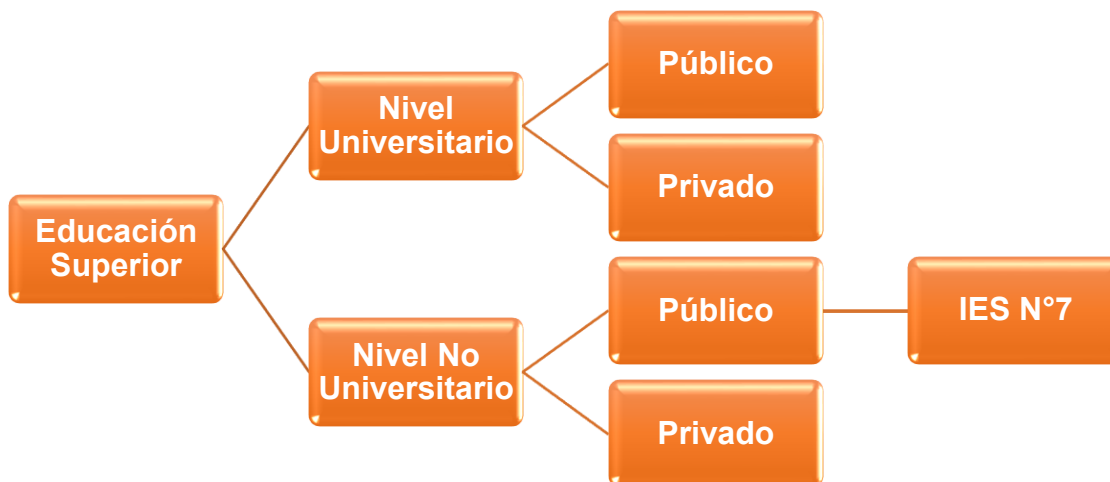 Educación
Superior
Nivel
Universitario
Público
Privado
Nivel No
Universitario
Público
IES N°7
Privado